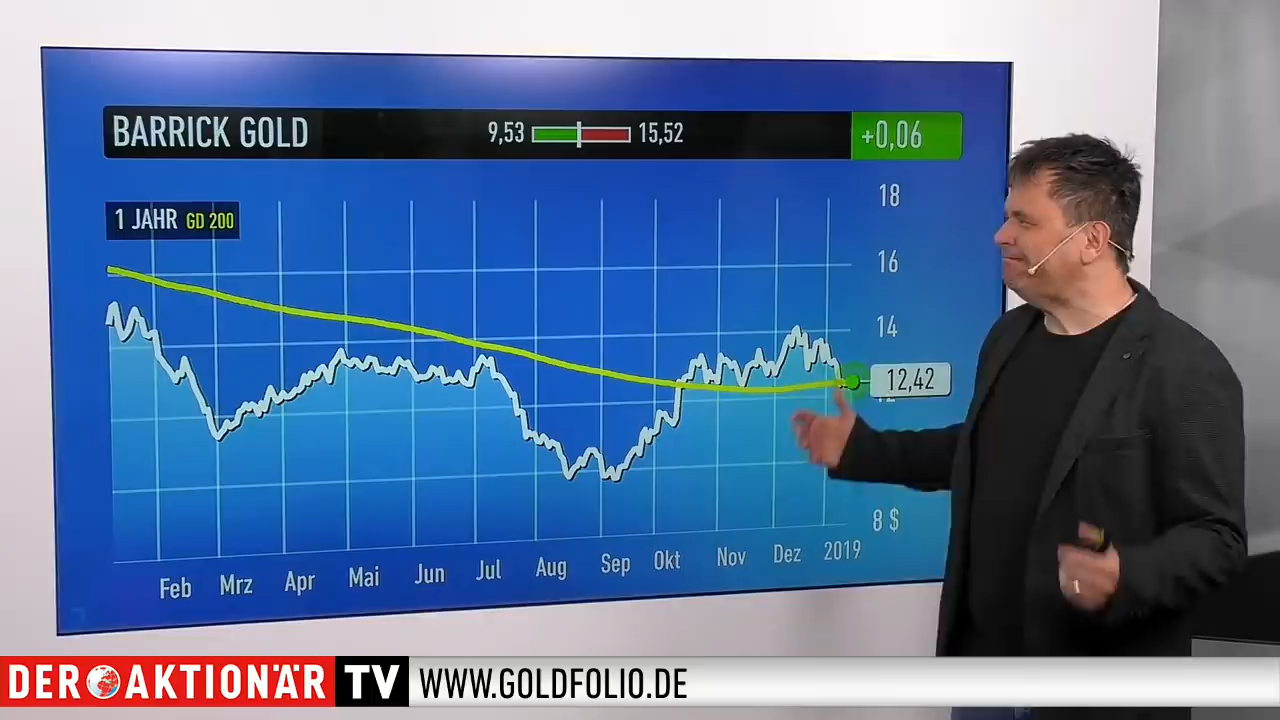 BARRICK GOLD 9,53 15,52 +0,06
1 JAHR GD 200
18
16
14
12,42
12
8 $
Feb Mrz Apr Mai Jun Jul Aug Sep Okt Nov Dez 2019
DER AKTIONÄR TV WWW.GOLDFOLIO.DE